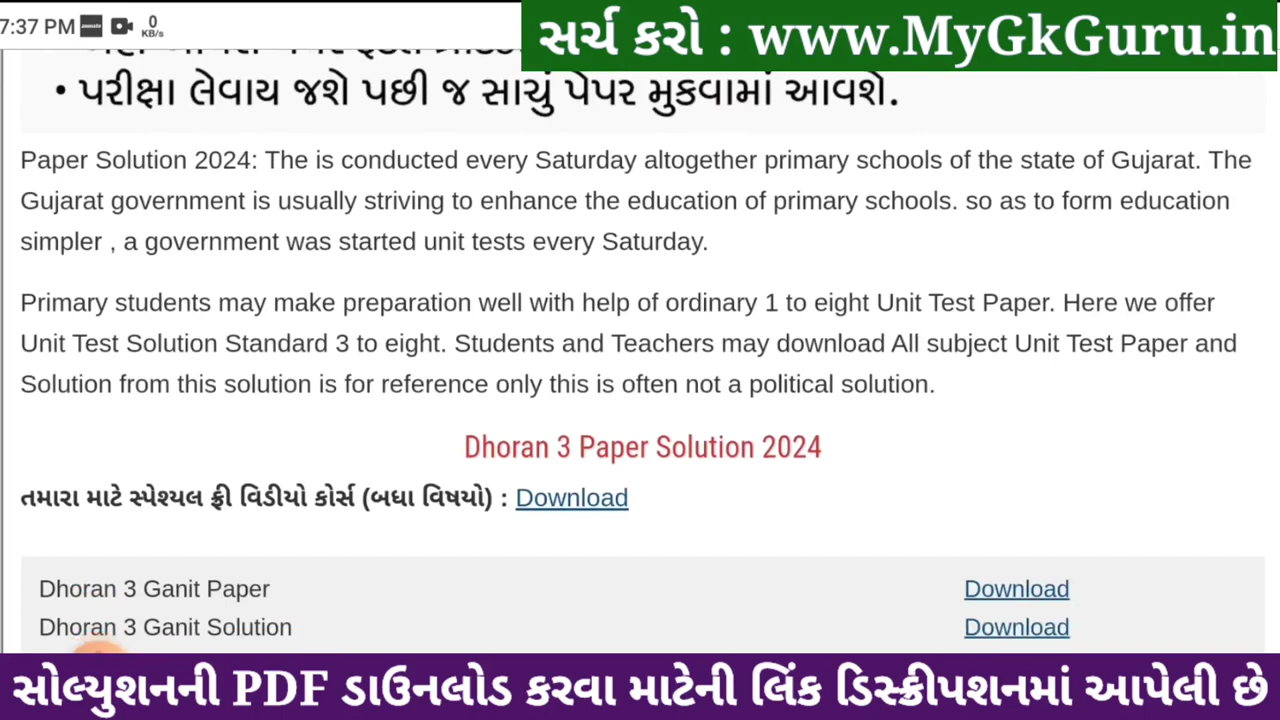 7:37 PM 0 KB/s
સર્ચ કરો : www.MyGkGuru.in
• પરીક્ષા લેવાય જશે પછી જ સાચું પેપર મુકવામાં આવશે.
Paper Solution 2024: The is conducted every Saturday altogether primary schools of the state of Gujarat. The
Gujarat government is usually striving to enhance the education of primary schools. so as to form education
simpler , a government was started unit tests every Saturday.
Primary students may make preparation well with help of ordinary 1 to eight Unit Test Paper. Here we offer
Unit Test Solution Standard 3 to eight. Students and Teachers may download All subject Unit Test Paper and
Solution from this solution is for reference only this is often not a political solution.
Dhoran 3 Paper Solution 2024
તમારા માટે સ્પેશ્યલ ફ્રી વિડીયો કોર્સ (બધા વિષયો) : Download
Dhoran 3 Ganit Paper Download
Dhoran 3 Ganit Solution Download
સોલ્યુશનની PDF ડાઉનલોડ કરવા માટેની લિંક ડિસ્ક્રીપશનમાં આપેલી છે